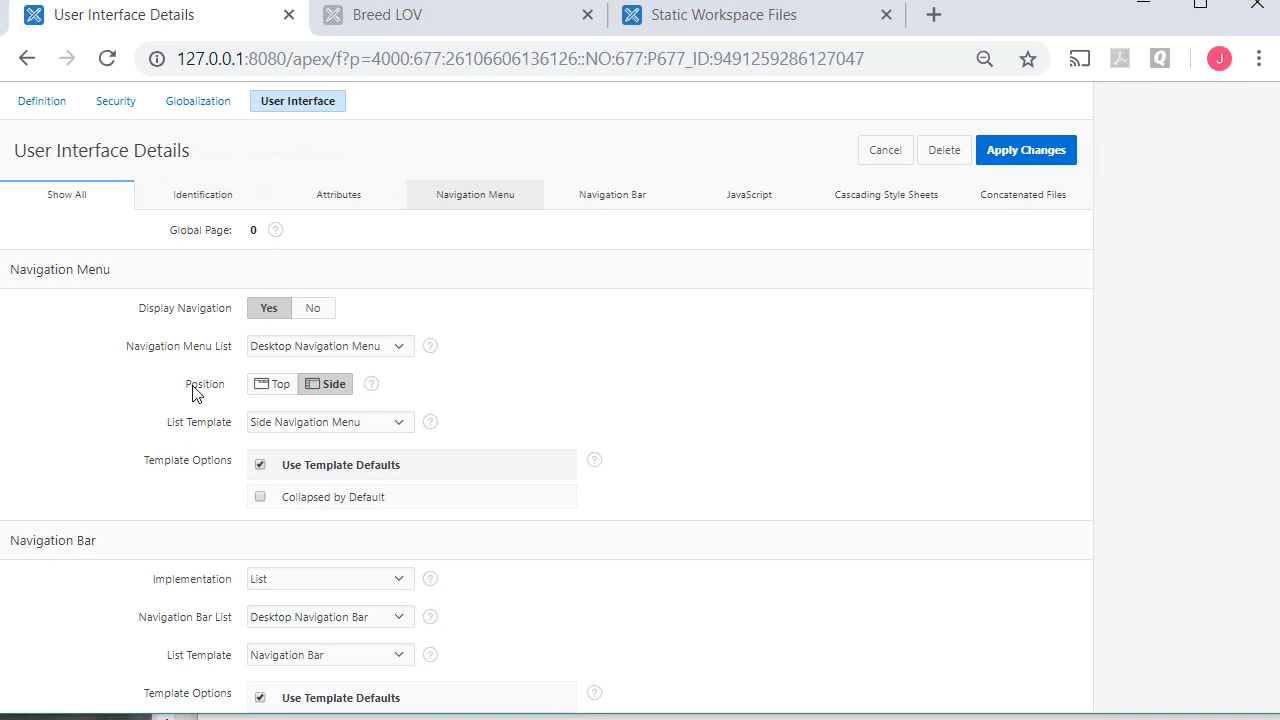 User Interface Details
Breed LOV
Static Workspace Files
127.0.0.1:8080/apex/f?p=4000:677:26106606136126::NO:677:P677_ID:9491259286127047
J
Definition
Security
Globalization
User Interface
User Interface Details
Cancel
Delete
Apply Changes
Show All
Identification
Attributes
Navigation Menu
Navigation Bar
JavaScript
Cascading Style Sheets
Concatenated Files
Global Page: 0 ?
Navigation Menu
Display Navigation Yes No
Navigation Menu List Desktop Navigation Menu ?
Position Top Side ?
List Template Side Navigation Menu ?
Template Options Use Template Defaults ?
Collapsed by Default
Navigation Bar
Implementation List ?
Navigation Bar List Desktop Navigation Bar ?
List Template Navigation Bar ?
Template Options Use Template Defaults ?